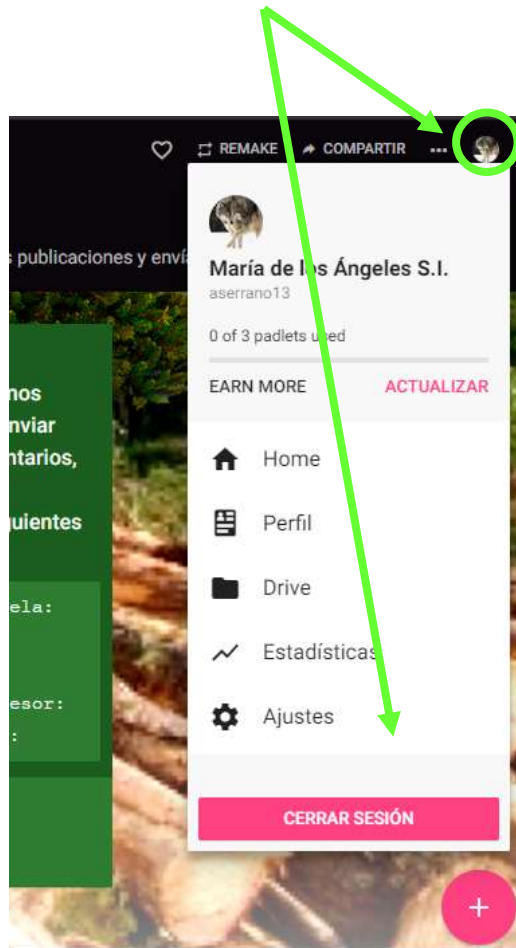 REMAKE COMPARTIR ...
s publicaciones y enví
María de los Ángeles S.I.
aserrano13
0 of 3 padlets used
EARN MORE ACTUALIZAR
Home
Perfil
Drive
Estadísticas
Ajustes
CERRAR SESIÓN
nos
nviar
ntarios,
guientes
ela:
esor:
:
+